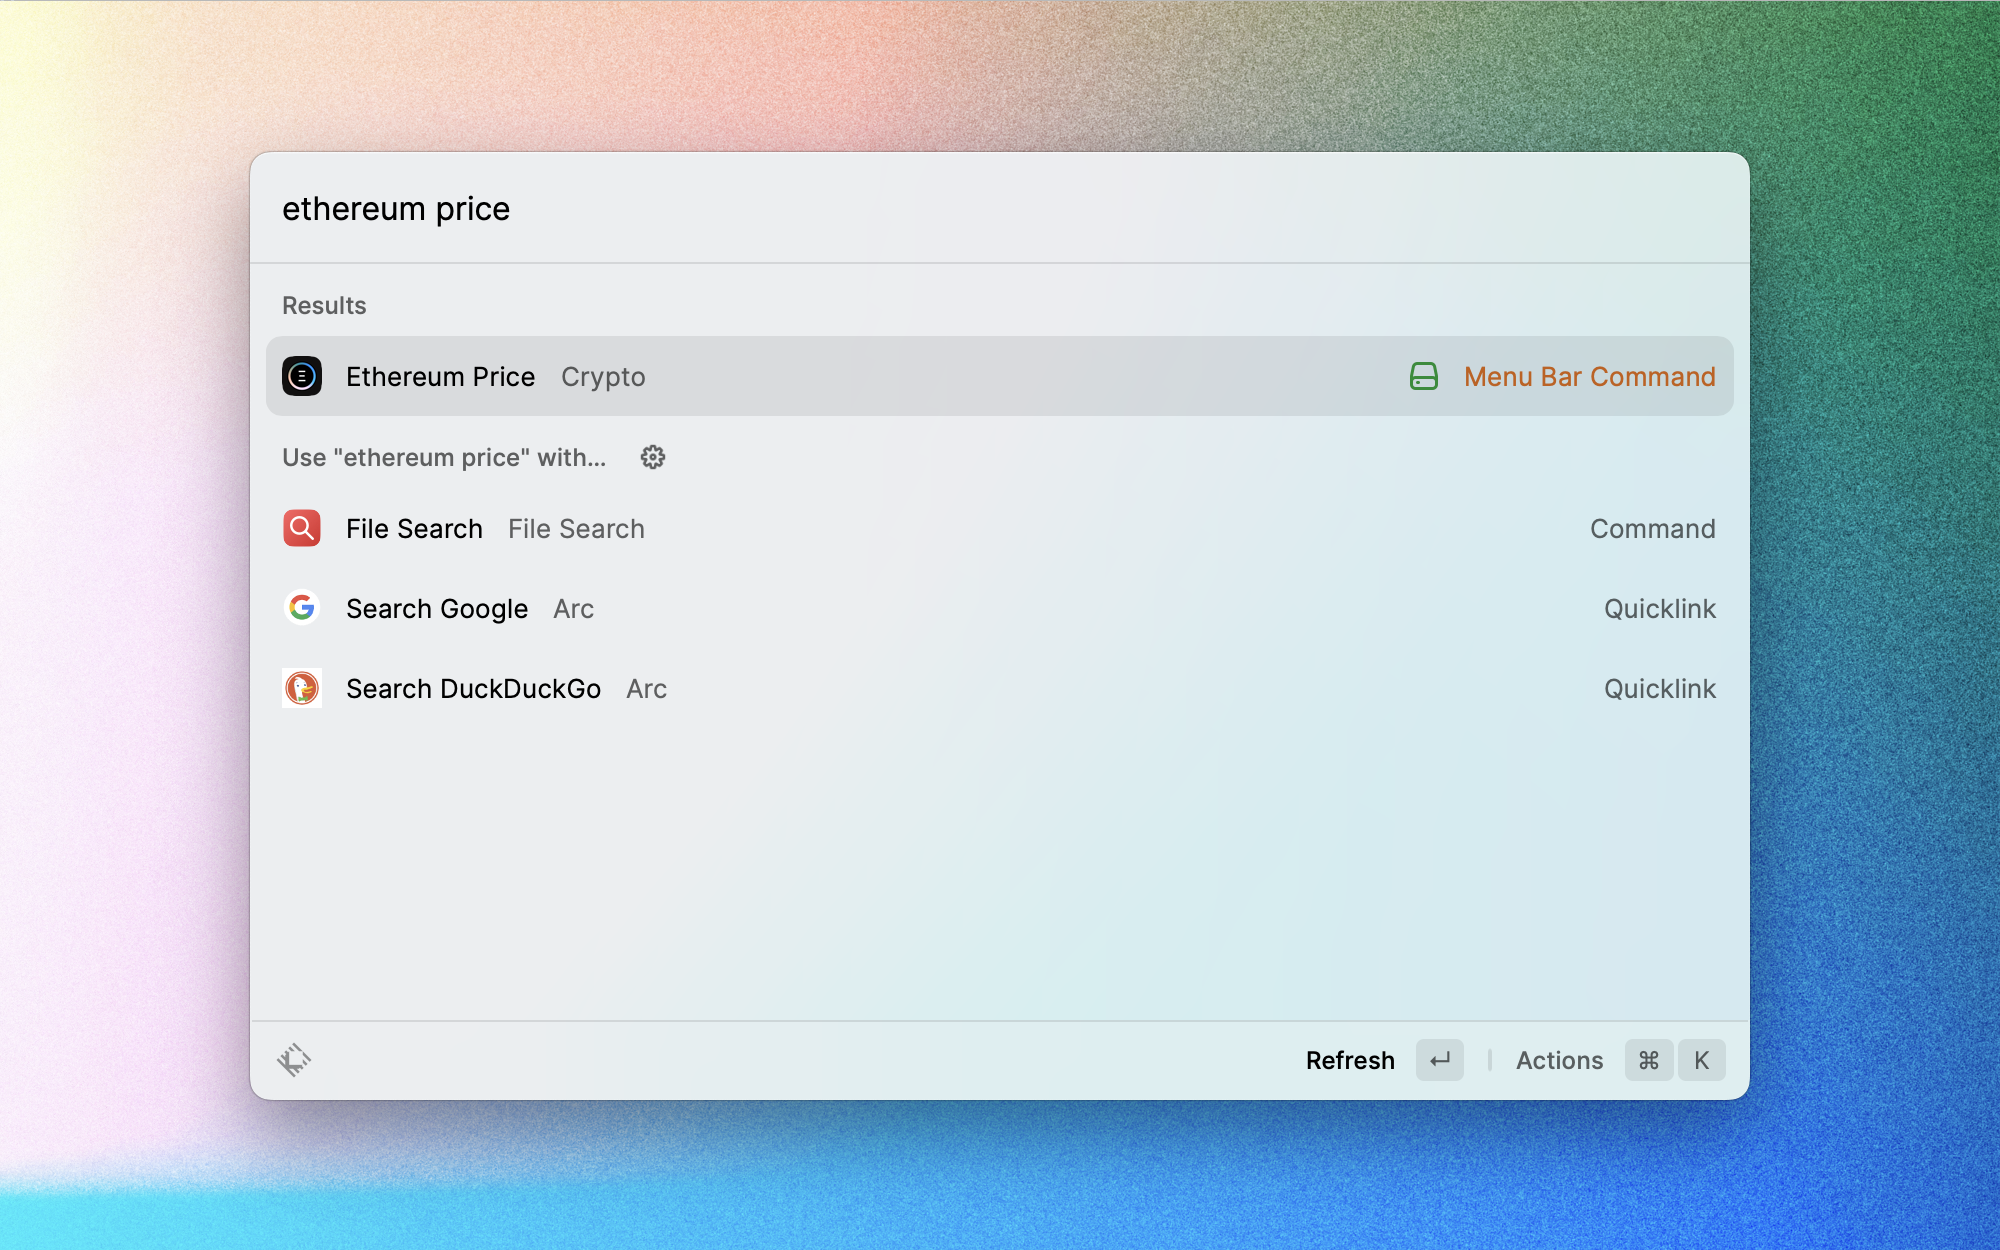 ethereum price
Results
Ethereum Price Crypto Menu Bar Command
Use "ethereum price" with...
File Search File Search Command
Search Google Arc Quicklink
Search DuckDuckGo Arc Quicklink
Refresh ↵ Actions ⌘ K